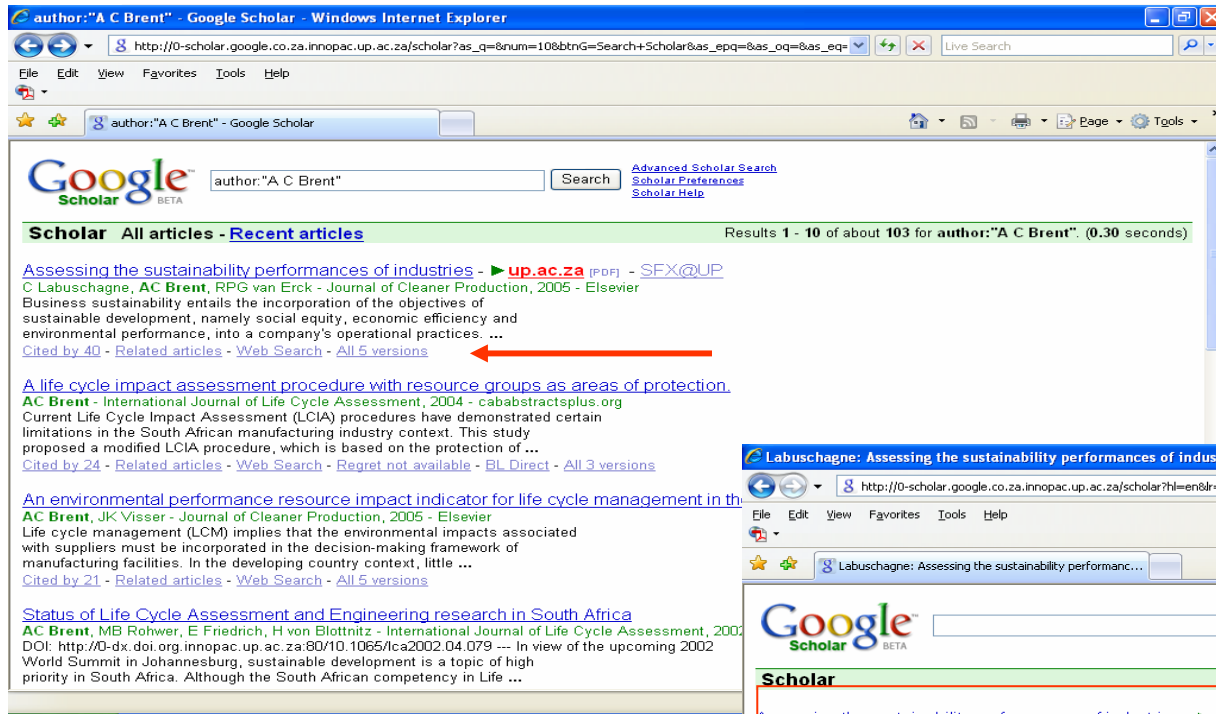 author:"A C Brent" - Google Scholar - Windows Internet Explorer
http://0-scholar.google.co.za.innopac.up.ac.za/scholar?as_q=&num=10&btnG=Search+Scholar&as_epq=&as_oq=&as_eq=
Live Search
File Edit View Favorites Tools Help
author:"A C Brent" - Google Scholar
Page Tools
Google Scholar BETA
author:"A C Brent"
Search
Advanced Scholar Search
Scholar Preferences
Scholar Help
Scholar All articles - Recent articles
Results 1 - 10 of about 103 for author:"A C Brent". (0.30 seconds)
Assessing the sustainability performances of industries - ►up.ac.za [PDF] - SFX@UP
C Labuschagne, AC Brent, RPG van Erck - Journal of Cleaner Production, 2005 - Elsevier
Business sustainability entails the incorporation of the objectives of
sustainable development, namely social equity, economic efficiency and
environmental performance, into a company's operational practices. ...
Cited by 40 - Related articles - Web Search - All 5 versions
A life cycle impact assessment procedure with resource groups as areas of protection.
AC Brent - International Journal of Life Cycle Assessment, 2004 - cababstractsplus.org
Current Life Cycle Impact Assessment (LCIA) procedures have demonstrated certain
limitations in the South African manufacturing industry context. This study
proposed a modified LCIA procedure, which is based on the protection of ...
Cited by 24 - Related articles - Web Search - Regret not available - BL Direct - All 3 versions
An environmental performance resource impact indicator for life cycle management in th
AC Brent, JK Visser - Journal of Cleaner Production, 2005 - Elsevier
Life cycle management (LCM) implies that the environmental impacts associated
with suppliers must be incorporated in the decision-making framework of
manufacturing facilities. In the developing country context, little ...
Cited by 21 - Related articles - Web Search - All 5 versions
Status of Life Cycle Assessment and Engineering research in South Africa
AC Brent, MB Rohwer, E Friedrich, H von Blottnitz - International Journal of Life Cycle Assessment, 2002
DOI: http://0-dx.doi.org.innopac.up.ac.za:80/10.1065/lca2002.04.079 --- In view of the upcoming 2002
World Summit in Johannesburg, sustainable development is a topic of high
priority in South Africa. Although the South African competency in Life ...
Labuschagne: Assessing the sustainability performances of indus
http://0-scholar.google.co.za.innopac.up.ac.za/scholar?hl=en&lr=
File Edit View Favorites Tools Help
Labuschagne: Assessing the sustainability performanc...
Google Scholar BETA
Scholar